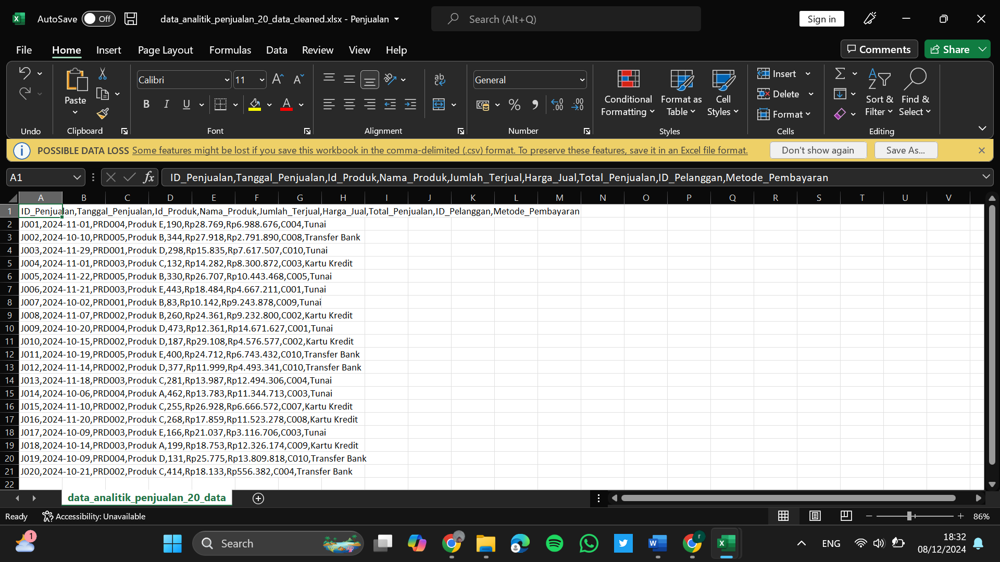 AutoSave Off data_analitik_penjualan_20_data_cleaned.xlsx - Penjualan Search (Alt+Q) Sign in
File Home Insert Page Layout Formulas Data Review View Help Comments Share
Paste Calibri 11 General Conditional Formatting Format as Table Cell Styles Insert Delete Format Sort & Filter Find & Select
Undo Clipboard Font Alignment Number Styles Cells Editing
POSSIBLE DATA LOSS Some features might be lost if you save this workbook in the comma-delimited (.csv) format. To preserve these features, save it in an Excel file format. Don't show again Save As...
A1 fx ID_Penjualan,Tanggal_Penjualan,Id_Produk,Nama_Produk,Jumlah_Terjual,Harga_Jual,Total_Penjualan,ID_Pelanggan,Metode_Pembayaran
A B C D E F G H I J K L M N O P Q R S T U V
1 ID_Penjualan,Tanggal_Penjualan,Id_Produk,Nama_Produk,Jumlah_Terjual,Harga_Jual,Total_Penjualan,ID_Pelanggan,Metode_Pembayaran
2 J001,2024-11-01,PRD004,Produk E,190,Rp28.769,Rp6.988.676,C004,Tunai
3 J002,2024-10-10,PRD005,Produk B,344,Rp27.918,Rp2.791.890,C008,Transfer Bank
4 J003,2024-11-29,PRD001,Produk D,298,Rp15.835,Rp7.617.507,C010,Tunai
5 J004,2024-11-01,PRD003,Produk C,132,Rp14.282,Rp8.300.872,C003,Kartu Kredit
6 J005,2024-11-22,PRD005,Produk B,330,Rp26.707,Rp10.443.468,C005,Tunai
7 J006,2024-11-21,PRD003,Produk E,443,Rp18.484,Rp4.667.211,C001,Tunai
8 J007,2024-10-02,PRD001,Produk B,83,Rp10.142,Rp9.243.878,C009,Tunai
9 J008,2024-11-07,PRD002,Produk B,260,Rp24.361,Rp9.232.800,C002,Kartu Kredit
10 J009,2024-10-20,PRD004,Produk D,473,Rp12.361,Rp14.671.627,C001,Tunai
11 J010,2024-10-15,PRD002,Produk D,187,Rp29.108,Rp4.576.577,C002,Kartu Kredit
12 J011,2024-10-19,PRD005,Produk E,400,Rp24.712,Rp6.743.432,C010,Transfer Bank
13 J012,2024-11-14,PRD002,Produk D,377,Rp11.999,Rp4.493.341,C010,Transfer Bank
14 J013,2024-11-18,PRD003,Produk C,281,Rp13.987,Rp12.494.306,C004,Tunai
15 J014,2024-10-06,PRD004,Produk A,462,Rp13.783,Rp11.344.713,C003,Tunai
16 J015,2024-11-10,PRD002,Produk C,255,Rp26.928,Rp6.666.572,C007,Kartu Kredit
17 J016,2024-11-20,PRD002,Produk C,268,Rp17.859,Rp11.523.278,C008,Kartu Kredit
18 J017,2024-10-09,PRD003,Produk E,166,Rp21.037,Rp3.116.706,C003,Tunai
19 J018,2024-10-14,PRD003,Produk A,199,Rp18.753,Rp12.326.174,C009,Kartu Kredit
20 J019,2024-10-09,PRD004,Produk D,131,Rp25.775,Rp13.809.818,C010,Transfer Bank
21 J020,2024-10-21,PRD002,Produk C,414,Rp18.133,Rp556.382,C004,Transfer Bank
22
data_analitik_penjualan_20_data
Ready Accessibility: Unavailable 86%
1 Search ENG 18:32
08/12/2024